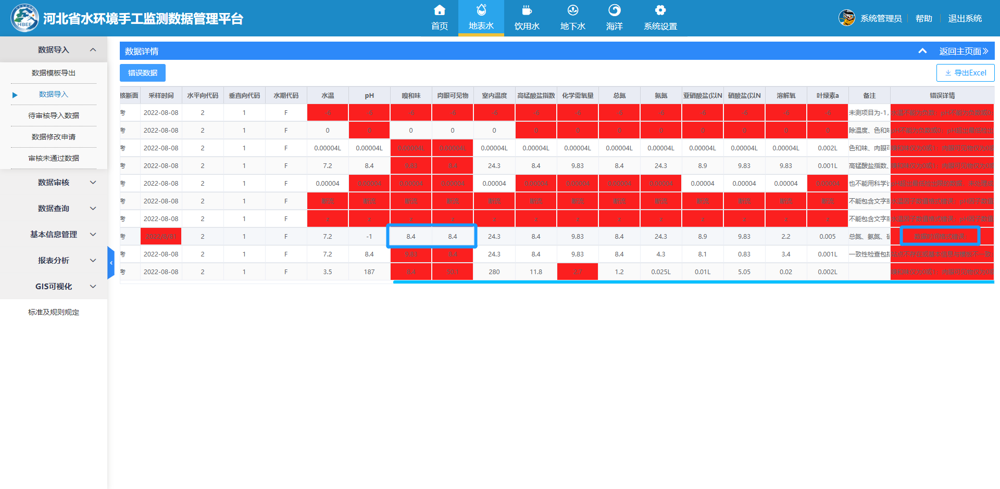 HBEE
河北省水环境手工监测数据管理平台
首页
地表水
饮用水
地下水
海洋
系统设置
系统管理员
帮助
退出系统
数据导入
数据模板导出
数据导入
待审核导入数据
数据修改申请
审核未通过数据
数据审核
数据查询
基本信息管理
报表分析
GIS可视化
标准及规则规定
数据详情
返回主页面
错误数据
导出Excel
核断面 采样时间 水平向代码 垂直向代码 水期代码 水温 pH 嗅和味 肉眼可见物 室内温度 高锰酸盐指数 化学需氧量 总氮 氨氮 亚硝酸盐(以N 硝酸盐(以N 溶解氧 叶绿素a 备注 错误详情
考 2022-08-08 2 1 F 未测项目为-1，
考 2022-08-08 2 1 F 0 0 0 0 0 0 0 0 0 0 0 0 0 除温度、色和味
考 2022-08-08 2 1 F 0.00004L 0.00004L 0.00004L 0.00004L 0.00004L 0.00004L 0.00004L 0.00004L 0.00004L 0.00004L 0.00004L 0.00004L 0.002L 色和味、肉眼可
考 2022-08-08 2 1 F 7.2 8.4 9.83 8.4 24.3 8.4 9.83 8.4 24.3 8.9 9.83 9.83 0.001L 高锰酸盐指数、
考 2022-08-08 2 1 F 0.00004 0.00004 0.00004 0.00004 0.00004 0.00004 0.00004 0.00004 0.00004 0.00004 0.00004 0.00004 0.00004 也不能用科学计
考 2022-08-08 2 1 F 断流 断流 断流 断流 断流 断流 断流 断流 断流 断流 断流 断流 断流 不能包含文字或
考 2022-08-08 2 1 F 不能包含文字或
考 2022/8/81 2 1 F 7.2 -1 8.4 8.4 24.3 8.4 9.83 8.4 24.3 8.9 9.83 2.2 0.005 总氮、氨氮、
考 2022-08-08 2 1 F 7.2 8.4 9.83 8.4 24.3 8.4 9.83 8.4 4.3 8.1 0.83 3.4 0.001L 一致性检查包括
考 2022-08-08 2 1 F 3.5 187 8.4 50.1 280 11.8 2.7 1.2 0.025L 0.01L 5.05 0.02 0.002L